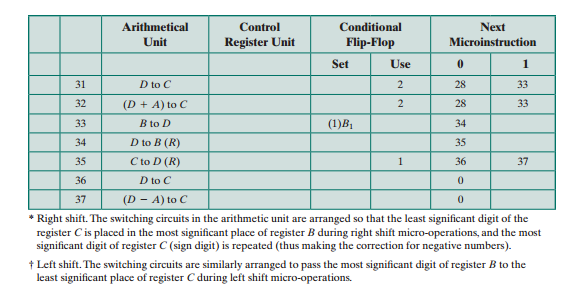 Arithmetical Unit Control Register Unit Conditional Flip-Flop Next Microinstruction
Set Use 0 1
31 D to C 2 28 33
32 (D + A) to C 2 28 33
33 B to D (1)B₁ 34
34 D to B (R) 35
35 C to D (R) 1 36 37
36 D to C 0
37 (D − A) to C 0
* Right shift. The switching circuits in the arithmetic unit are arranged so that the least significant digit of the
register C is placed in the most significant place of register B during right shift micro-operations, and the most
significant digit of register C (sign digit) is repeated (thus making the correction for negative numbers).
† Left shift. The switching circuits are similarly arranged to pass the most significant digit of register B to the
least significant place of register C during left shift micro-operations.